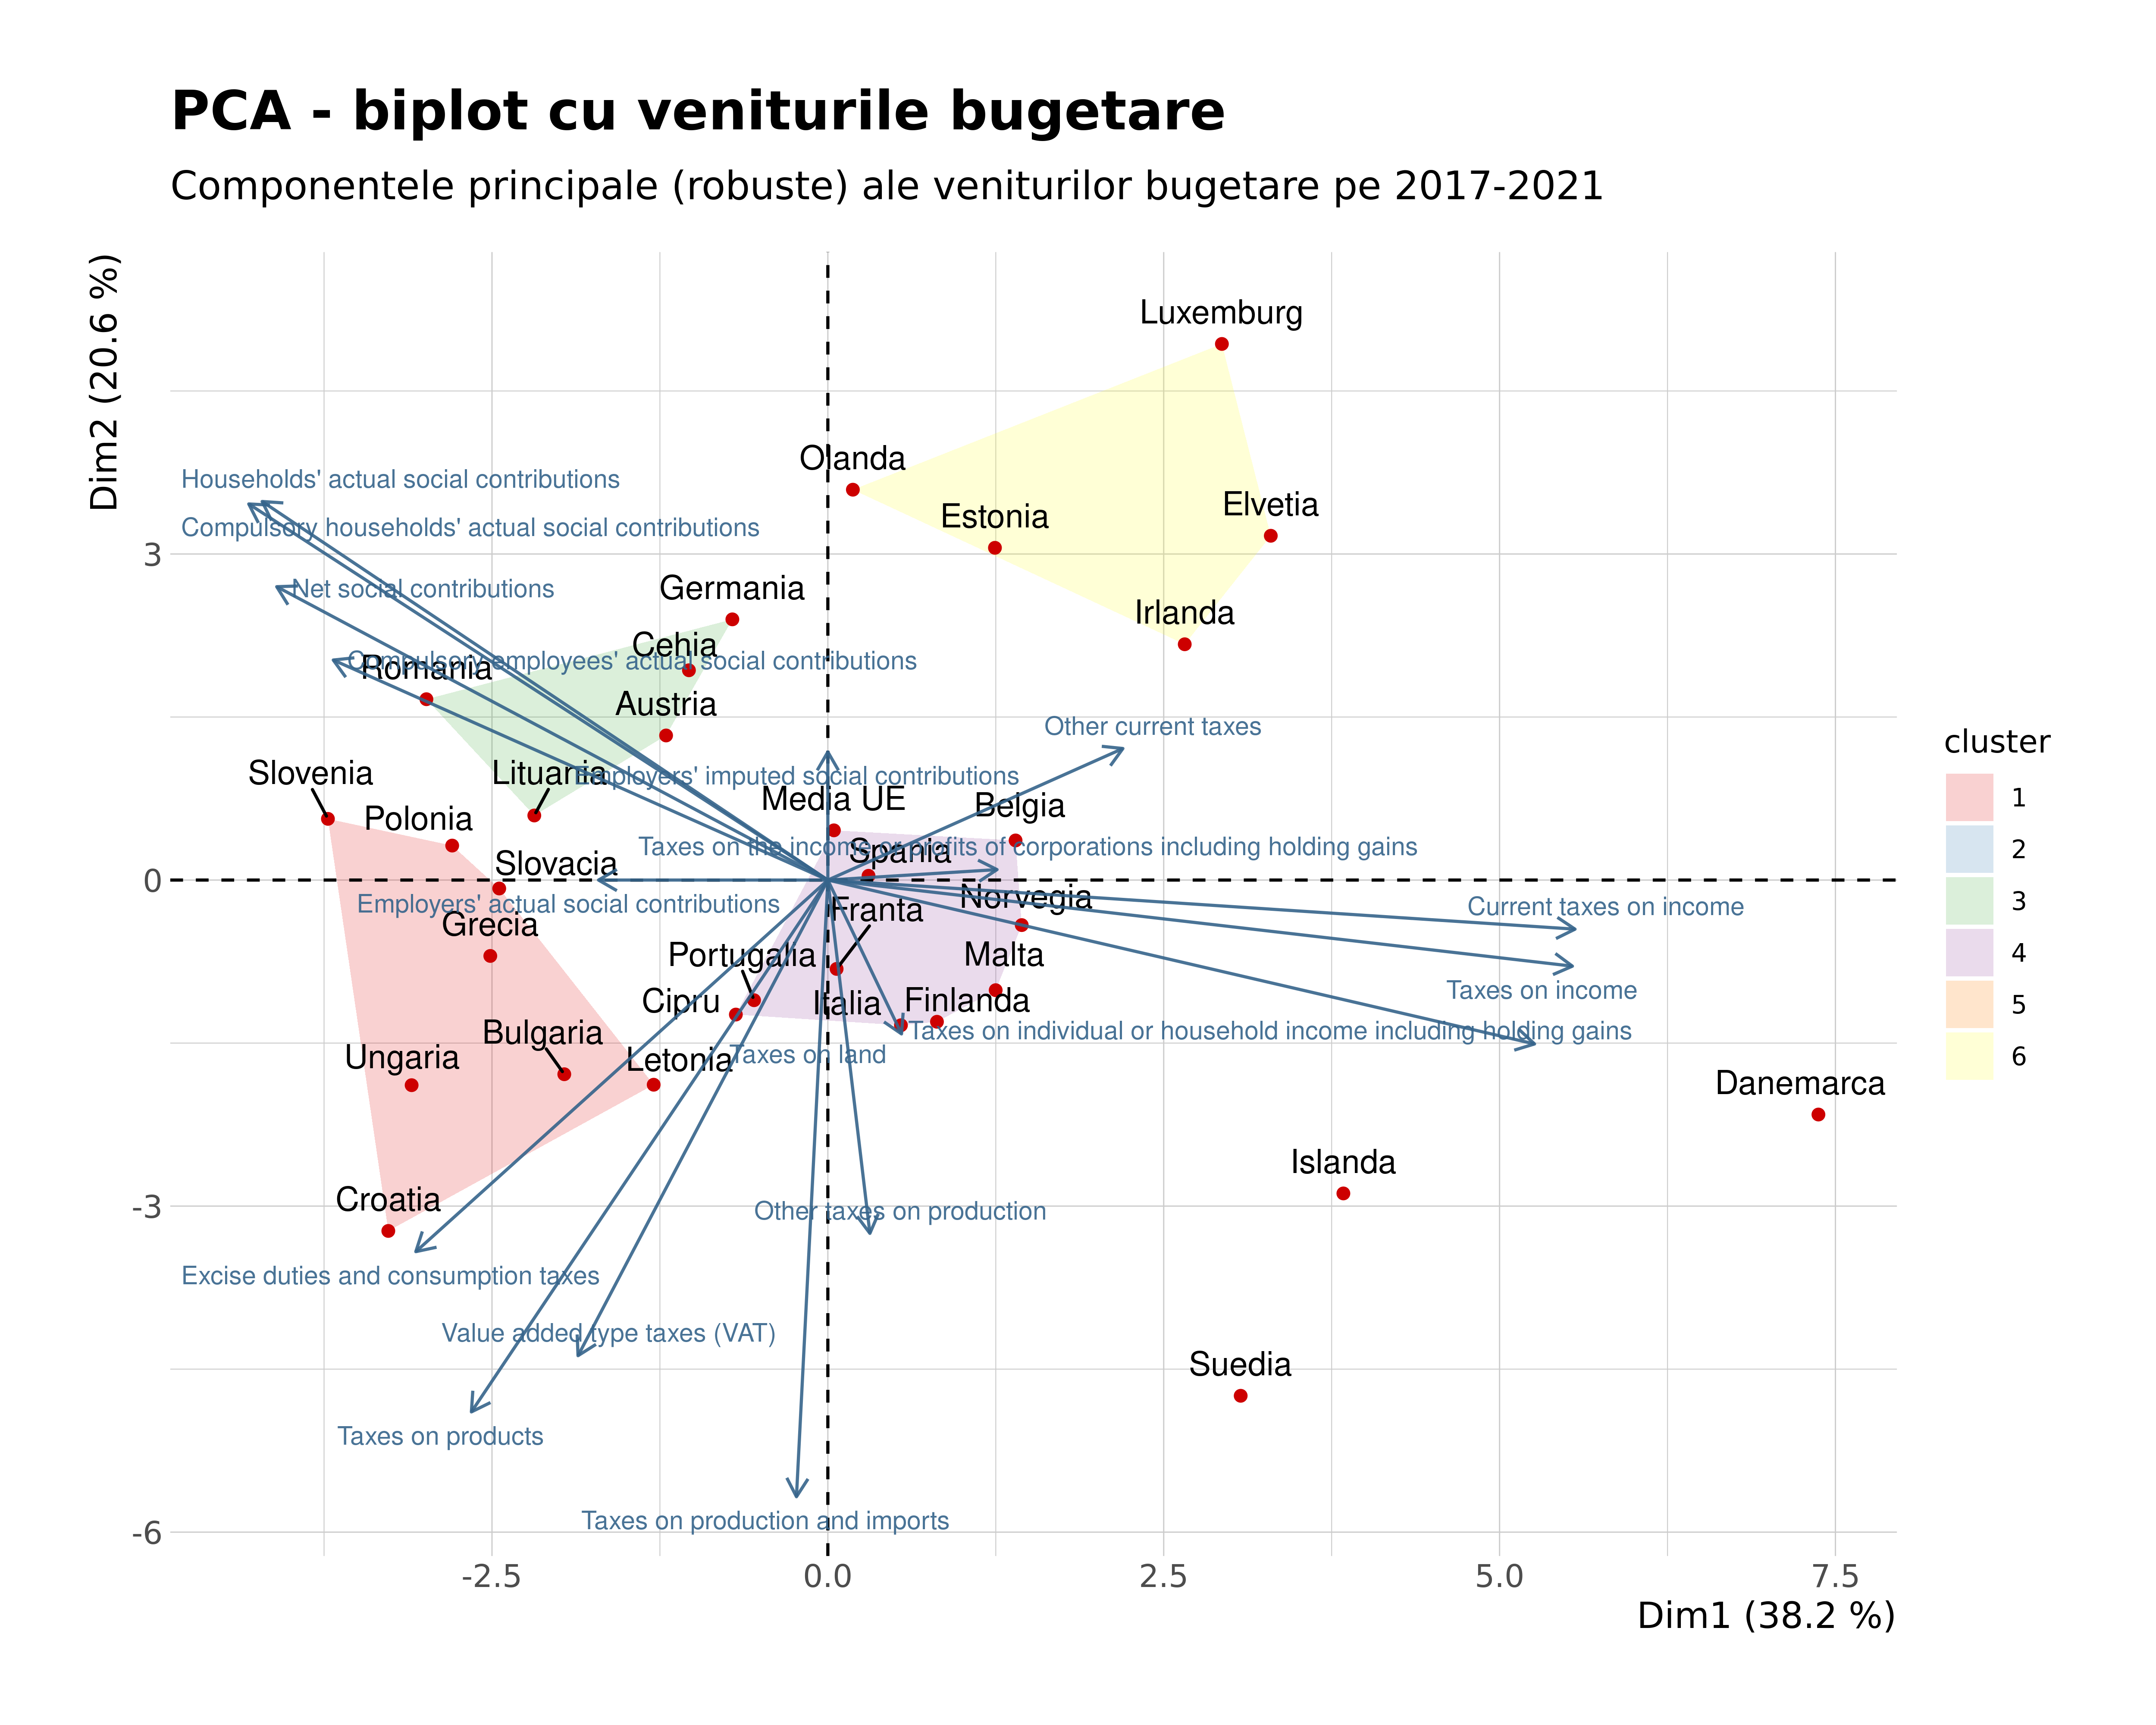 PCA - biplot cu veniturile bugetare
Componentele principale (robuste) ale veniturilor bugetare pe 2017-2021
Dim2 (20.6 %)
Luxemburg
Olanda
Households' actual social contributions
Elvetia
Estonia
Compulsory households' actual social contributions
3
Germania
Net social contributions
Irlanda
Cehia
Compulsory employees' actual social contributions
Romania
Austria
Other current taxes
Slovenia
Lituania
Employers' imputed social contributions
Media UE
Belgia
Polonia
Taxes on the income or profits of corporations including holding gains
Spania
Slovacia
0
Norvegia
Employers' actual social contributions
Current taxes on income
Franta
Grecia
Portugalia
Malta
Taxes on income
Cipru
Italia
Finlanda
Bulgaria
Taxes on individual or household income including holding gains
Ungaria
Letonia
Taxes on land
Danemarca
Islanda
Croatia
-3
Other taxes on production
Excise duties and consumption taxes
Value added type taxes (VAT)
Suedia
Taxes on products
Taxes on production and imports
-6
-2.5
0.0
2.5
5.0
7.5
Dim1 (38.2 %)
cluster
1
2
3
4
5
6